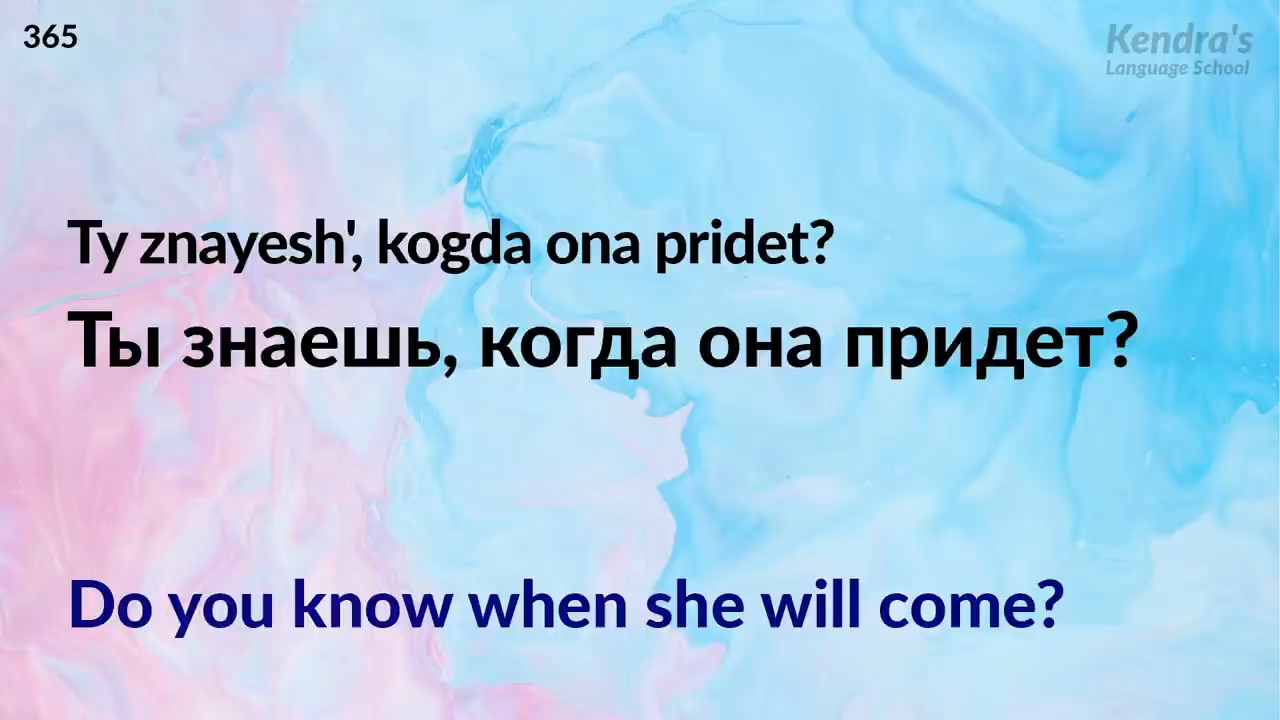 365
Kendra's
Language School
Ty znayesh', kogda ona pridet?
Ты знаешь, когда она придет?
Do you know when she will come?